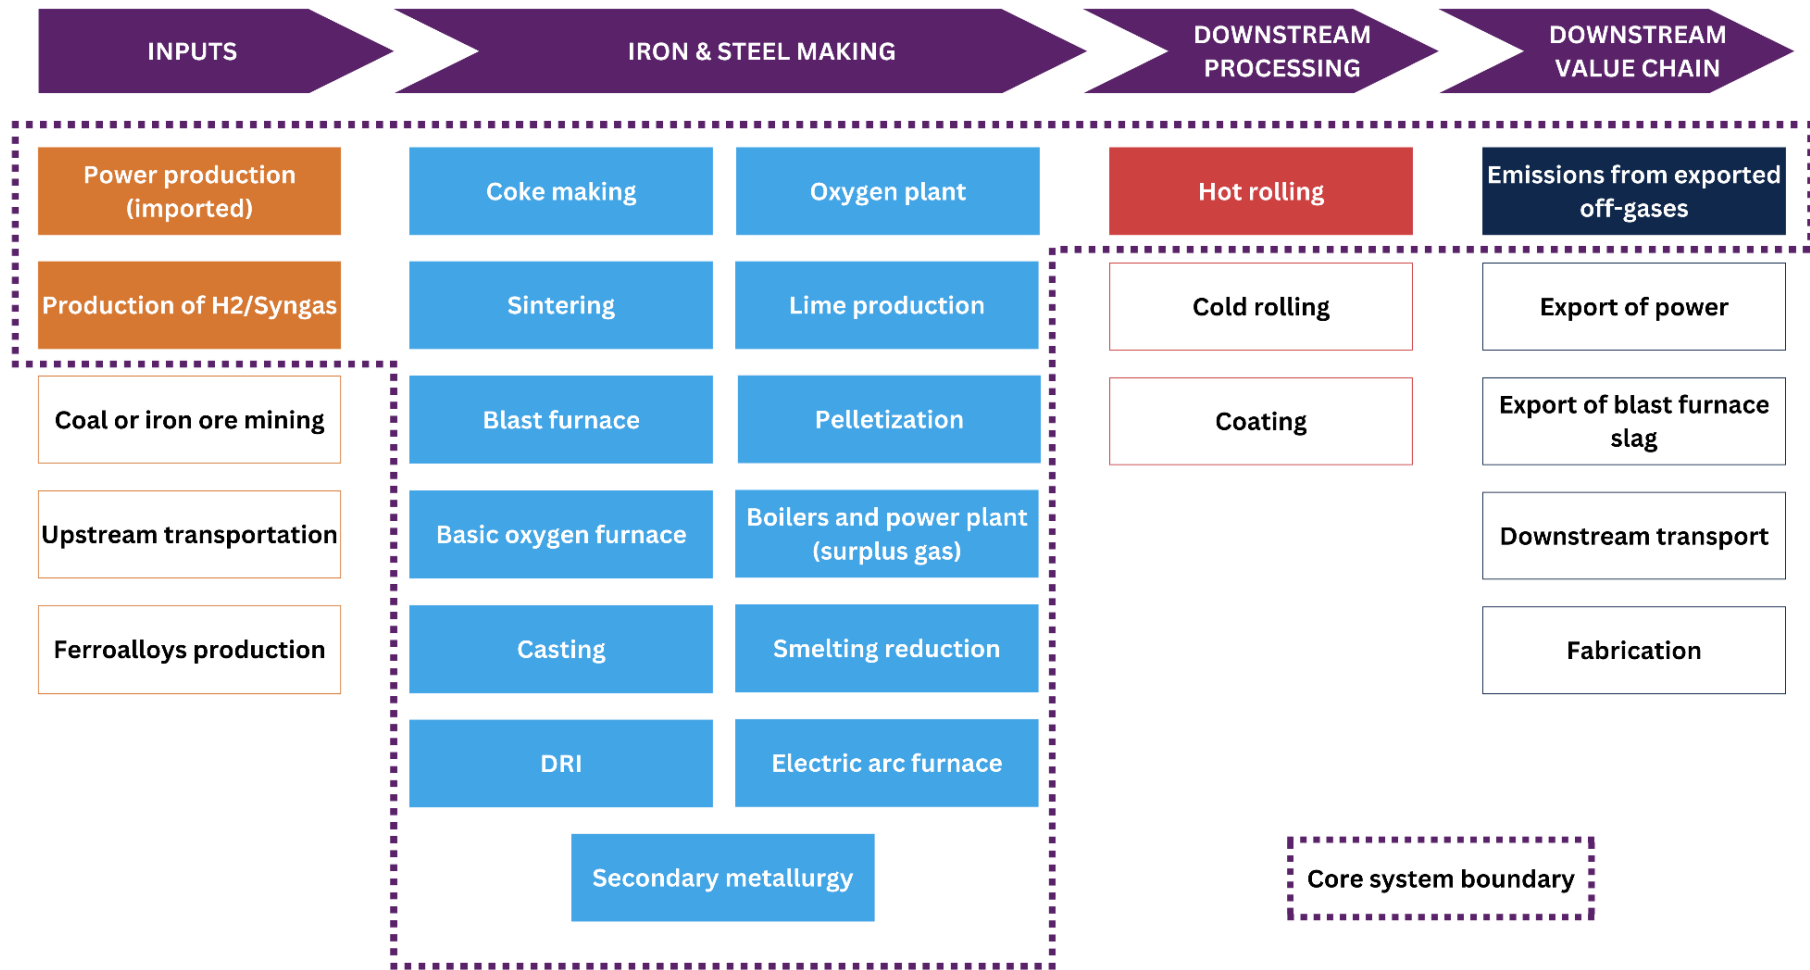 INPUTS
IRON & STEEL MAKING
DOWNSTREAM
PROCESSING
DOWNSTREAM
VALUE CHAIN
Power production
(imported)
Production of H2/Syngas
Coal or iron ore mining
Upstream transportation
Ferroalloys production
Coke making
Sintering
Blast furnace
Basic oxygen furnace
Casting
DRI
Oxygen plant
Lime production
Pelletization
Boilers and power plant
(surplus gas)
Smelting reduction
Electric arc furnace
Secondary metallurgy
Hot rolling
Cold rolling
Coating
Emissions from exported
off-gases
Export of power
Export of blast furnace
slag
Downstream transport
Fabrication
Core system boundary